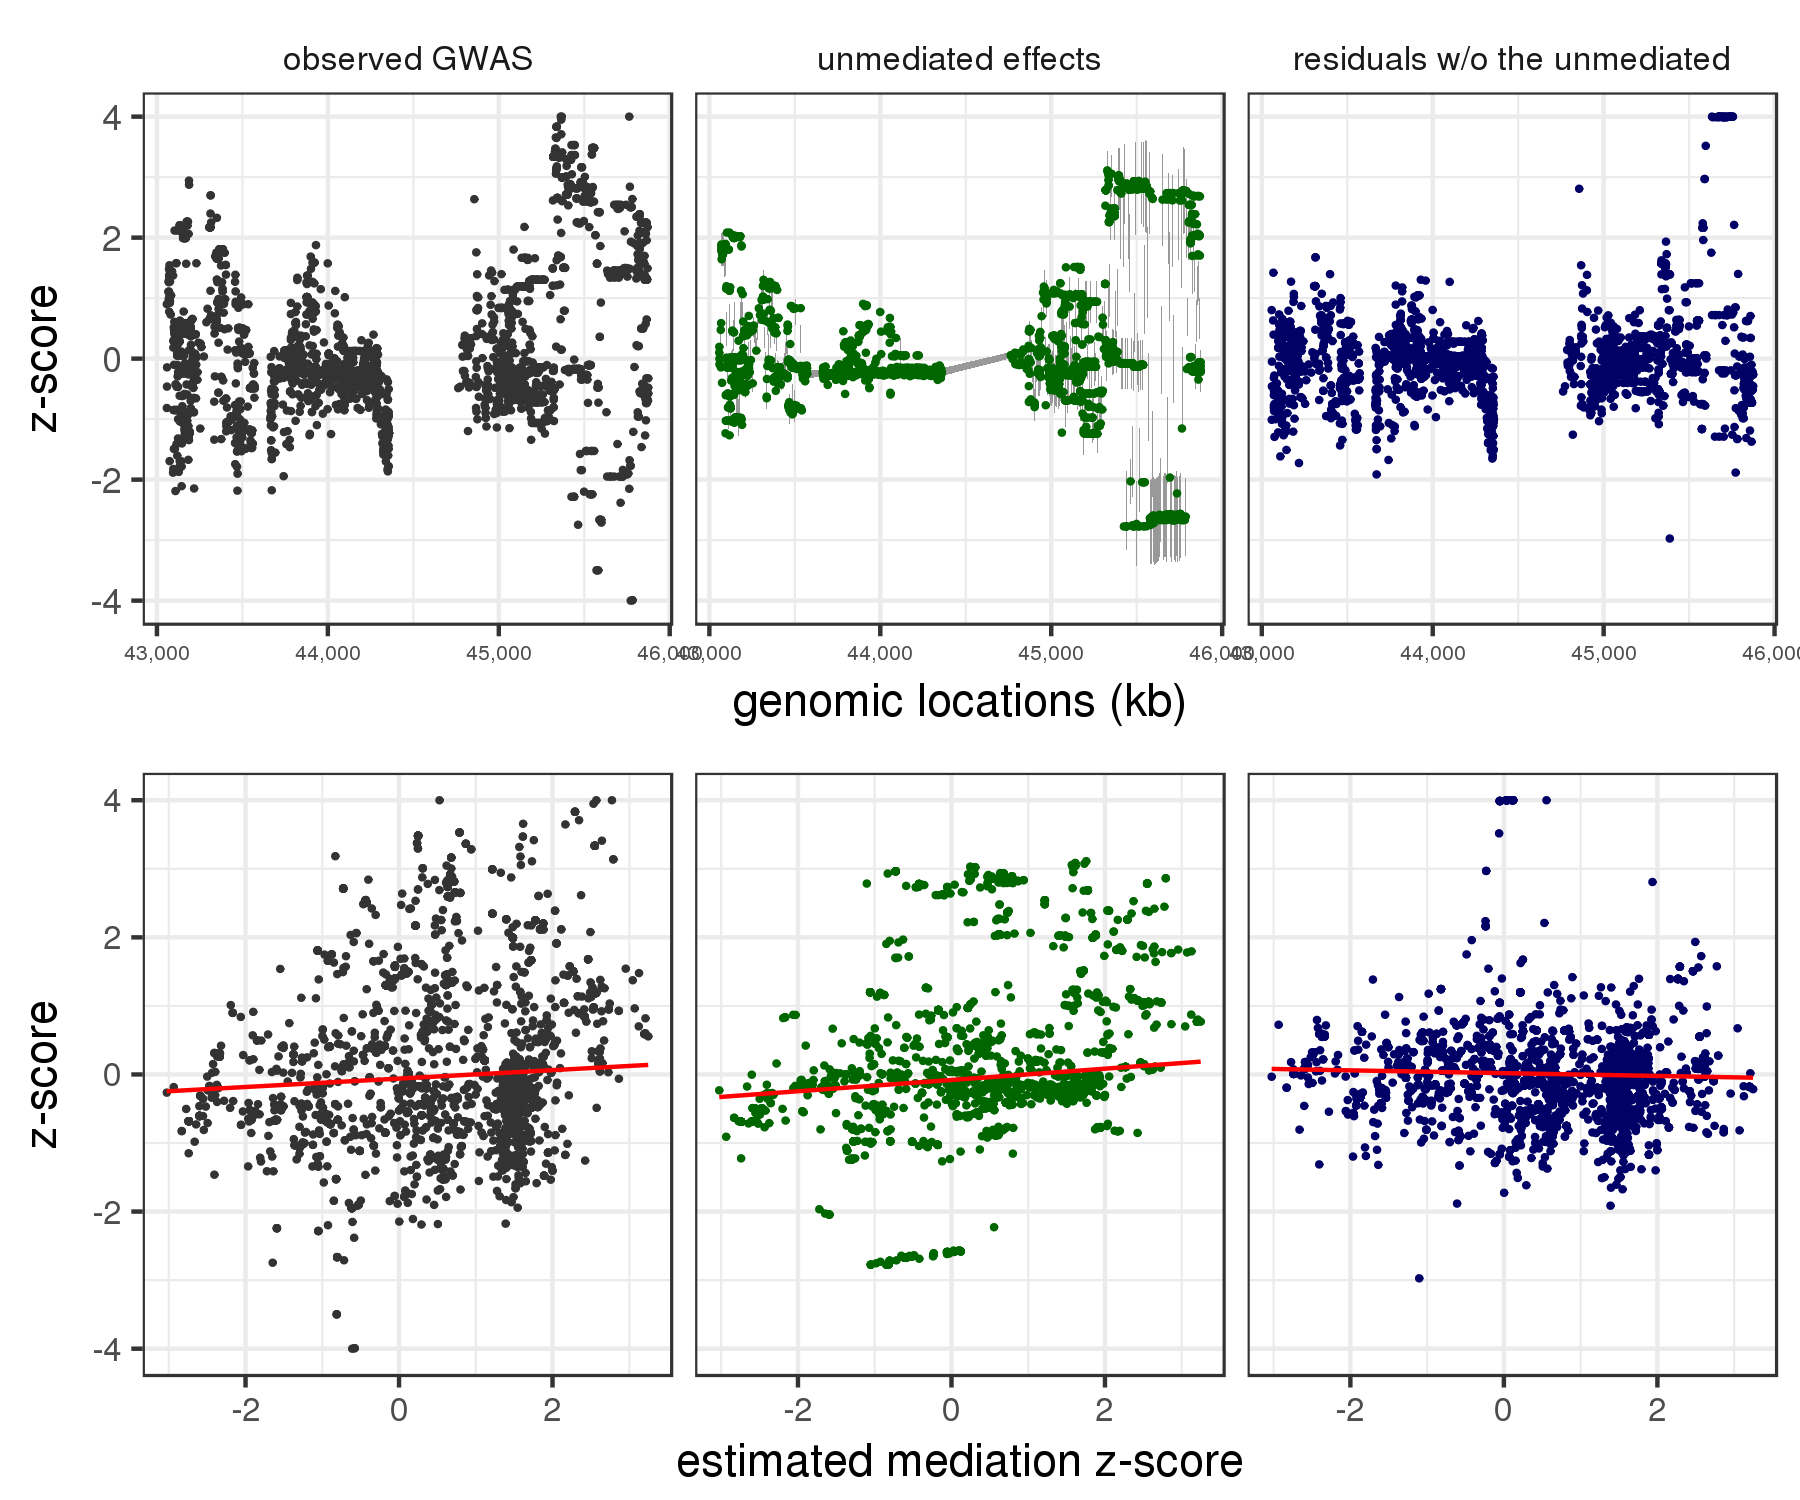 observed GWAS unmediated effects residuals w/o the unmediated
4
2
0
-2
-4
z-score
43,000 44,000 45,000 46,000 43,000 44,000 45,000 46,000 43,000 44,000 45,000 46,000
genomic locations (kb)
4
2
0
-2
-4
z-score
-2 0 2 -2 0 2 -2 0 2
estimated mediation z-score